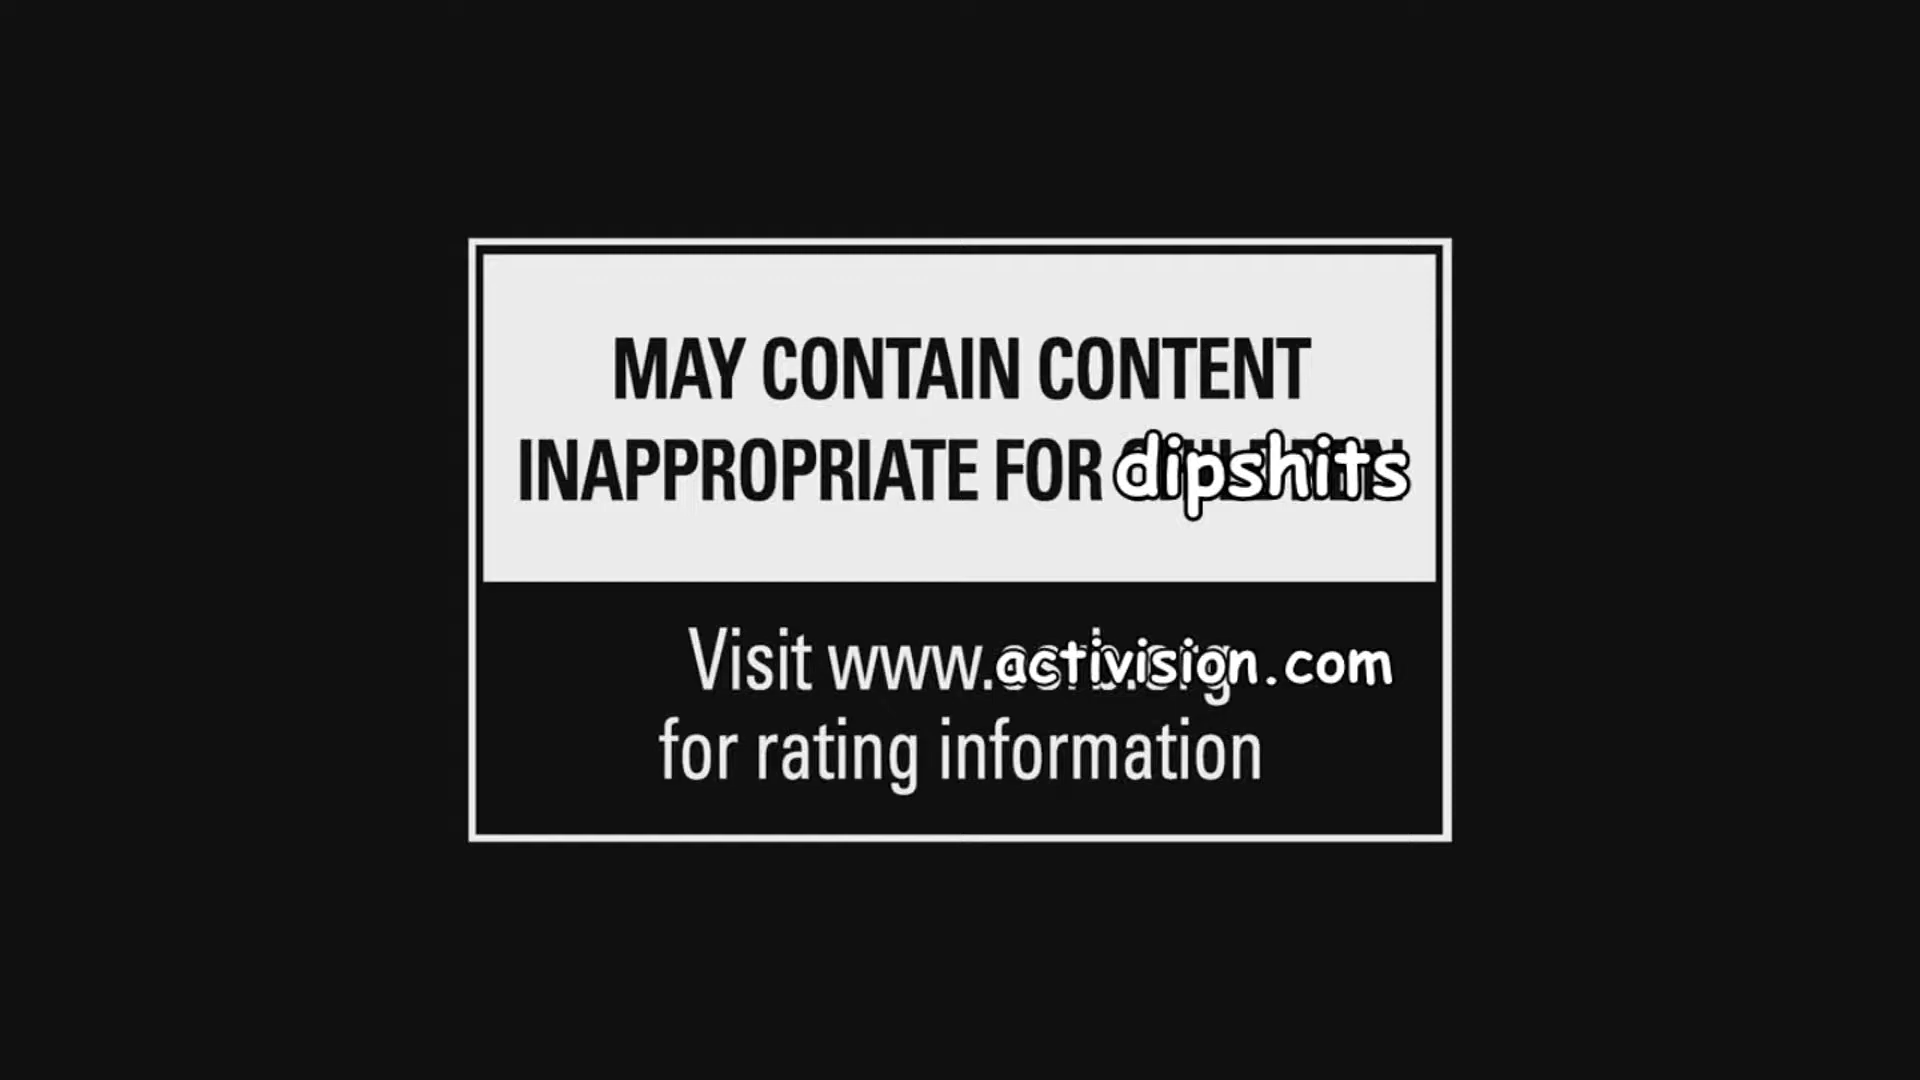 MAY CONTAIN CONTENT
INAPPROPRIATE FOR dipshits
Visit www.activision.com
for rating information